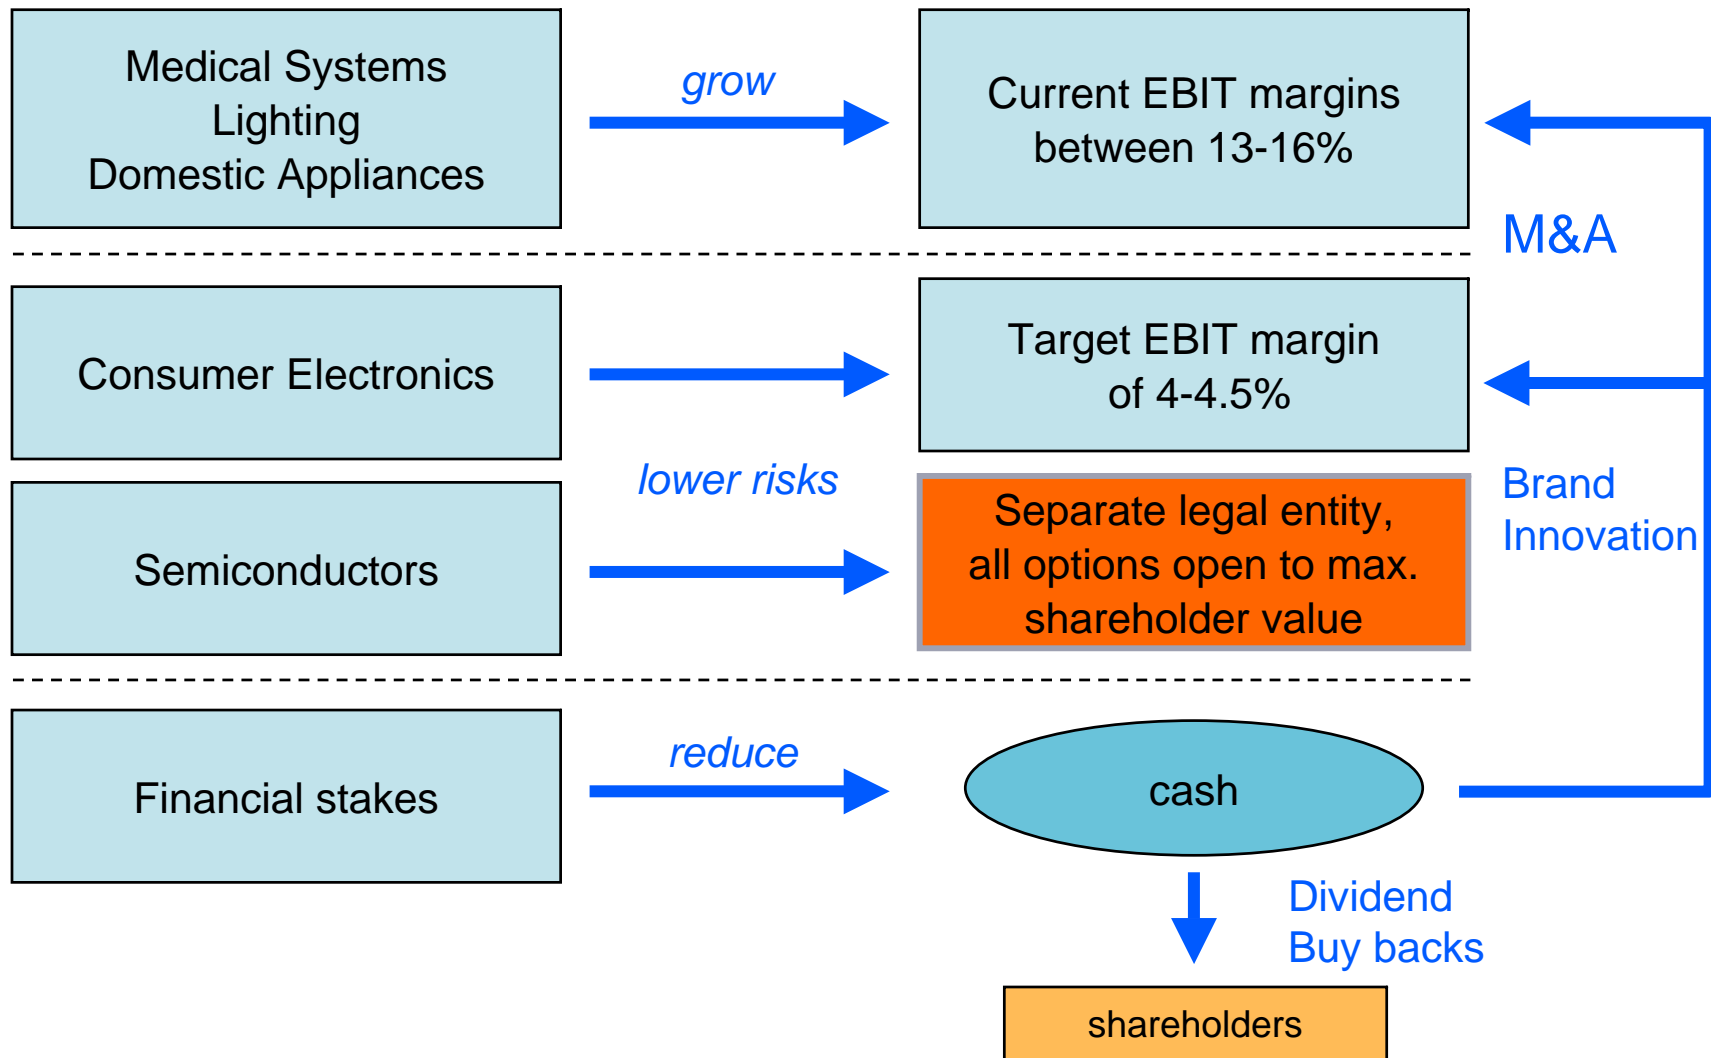 Medical Systems
Lighting
Domestic Appliances
grow
Current EBIT margins
between 13-16%
M&A
Consumer Electronics
Target EBIT margin
of 4-4.5%
lower risks
Brand
Innovation
Semiconductors
Separate legal entity,
all options open to max.
shareholder value
Financial stakes
reduce
cash
Dividend
Buy backs
shareholders